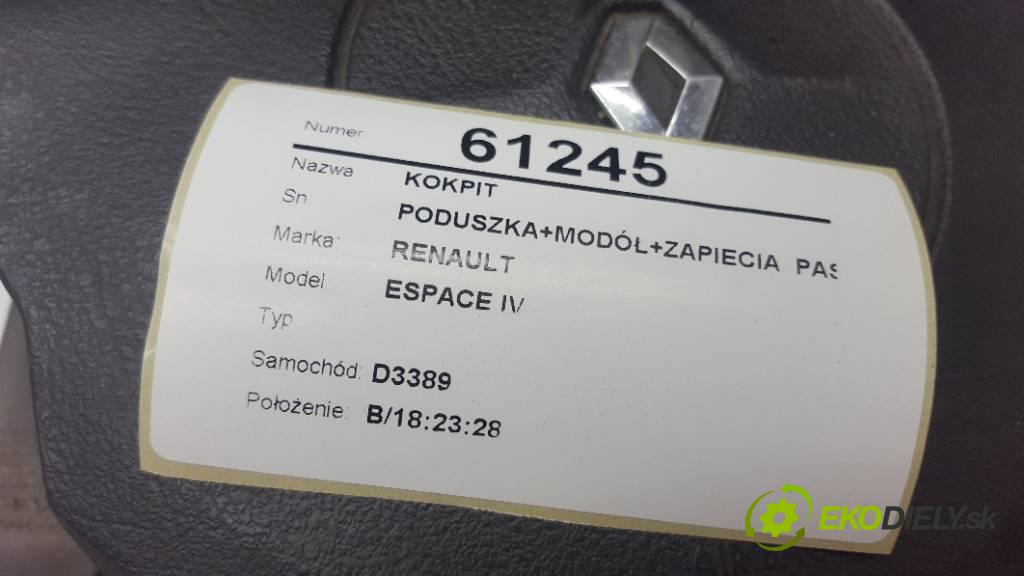 Numer 61245
Nazwa KOKPIT
Sn PODUSZKA+MODÓŁ+ZAPIECIA PAS
Marka: RENAULT
Model ESPACE IV
Typ
Samochód: D3389
Położenie: B/18:23:28
EKODIELY.sk